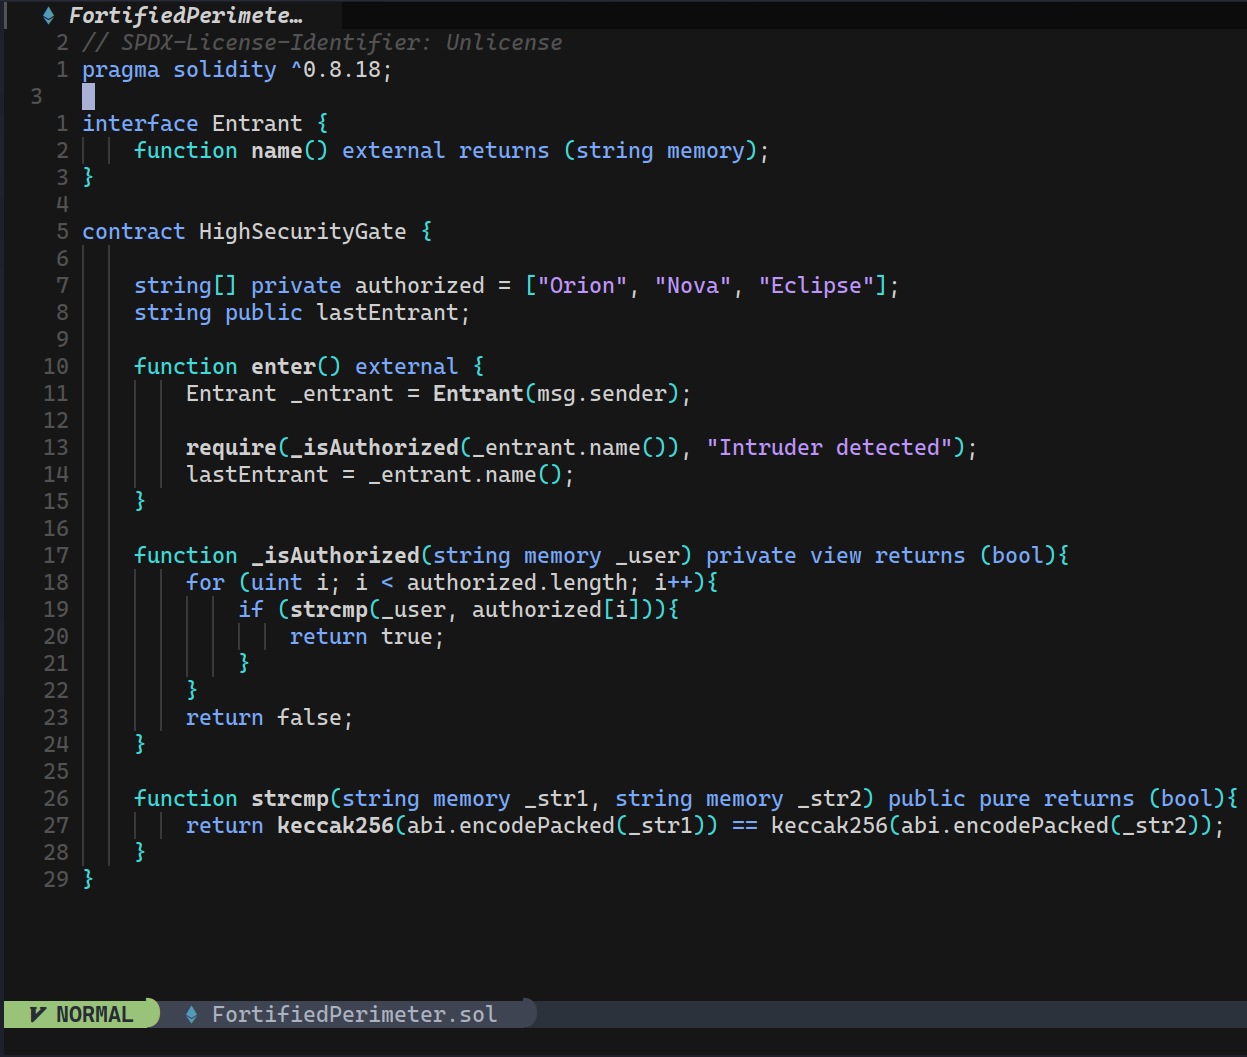 FortifiedPerimete…
2 // SPDX-License-Identifier: Unlicense
1 pragma solidity ^0.8.18;
3
1 interface Entrant {
2     function name() external returns (string memory);
3 }
4
5 contract HighSecurityGate {
6
7     string[] private authorized = ["Orion", "Nova", "Eclipse"];
8     string public lastEntrant;
9
10     function enter() external {
11         Entrant _entrant = Entrant(msg.sender);
12
13         require(_isAuthorized(_entrant.name()), "Intruder detected");
14         lastEntrant = _entrant.name();
15     }
16
17     function _isAuthorized(string memory _user) private view returns (bool){
18         for (uint i; i < authorized.length; i++){
19             if (strcmp(_user, authorized[i])){
20                 return true;
21             }
22         }
23         return false;
24     }
25
26     function strcmp(string memory _str1, string memory _str2) public pure returns (bool){
27         return keccak256(abi.encodePacked(_str1)) == keccak256(abi.encodePacked(_str2));
28     }
29 }
NORMAL FortifiedPerimeter.sol